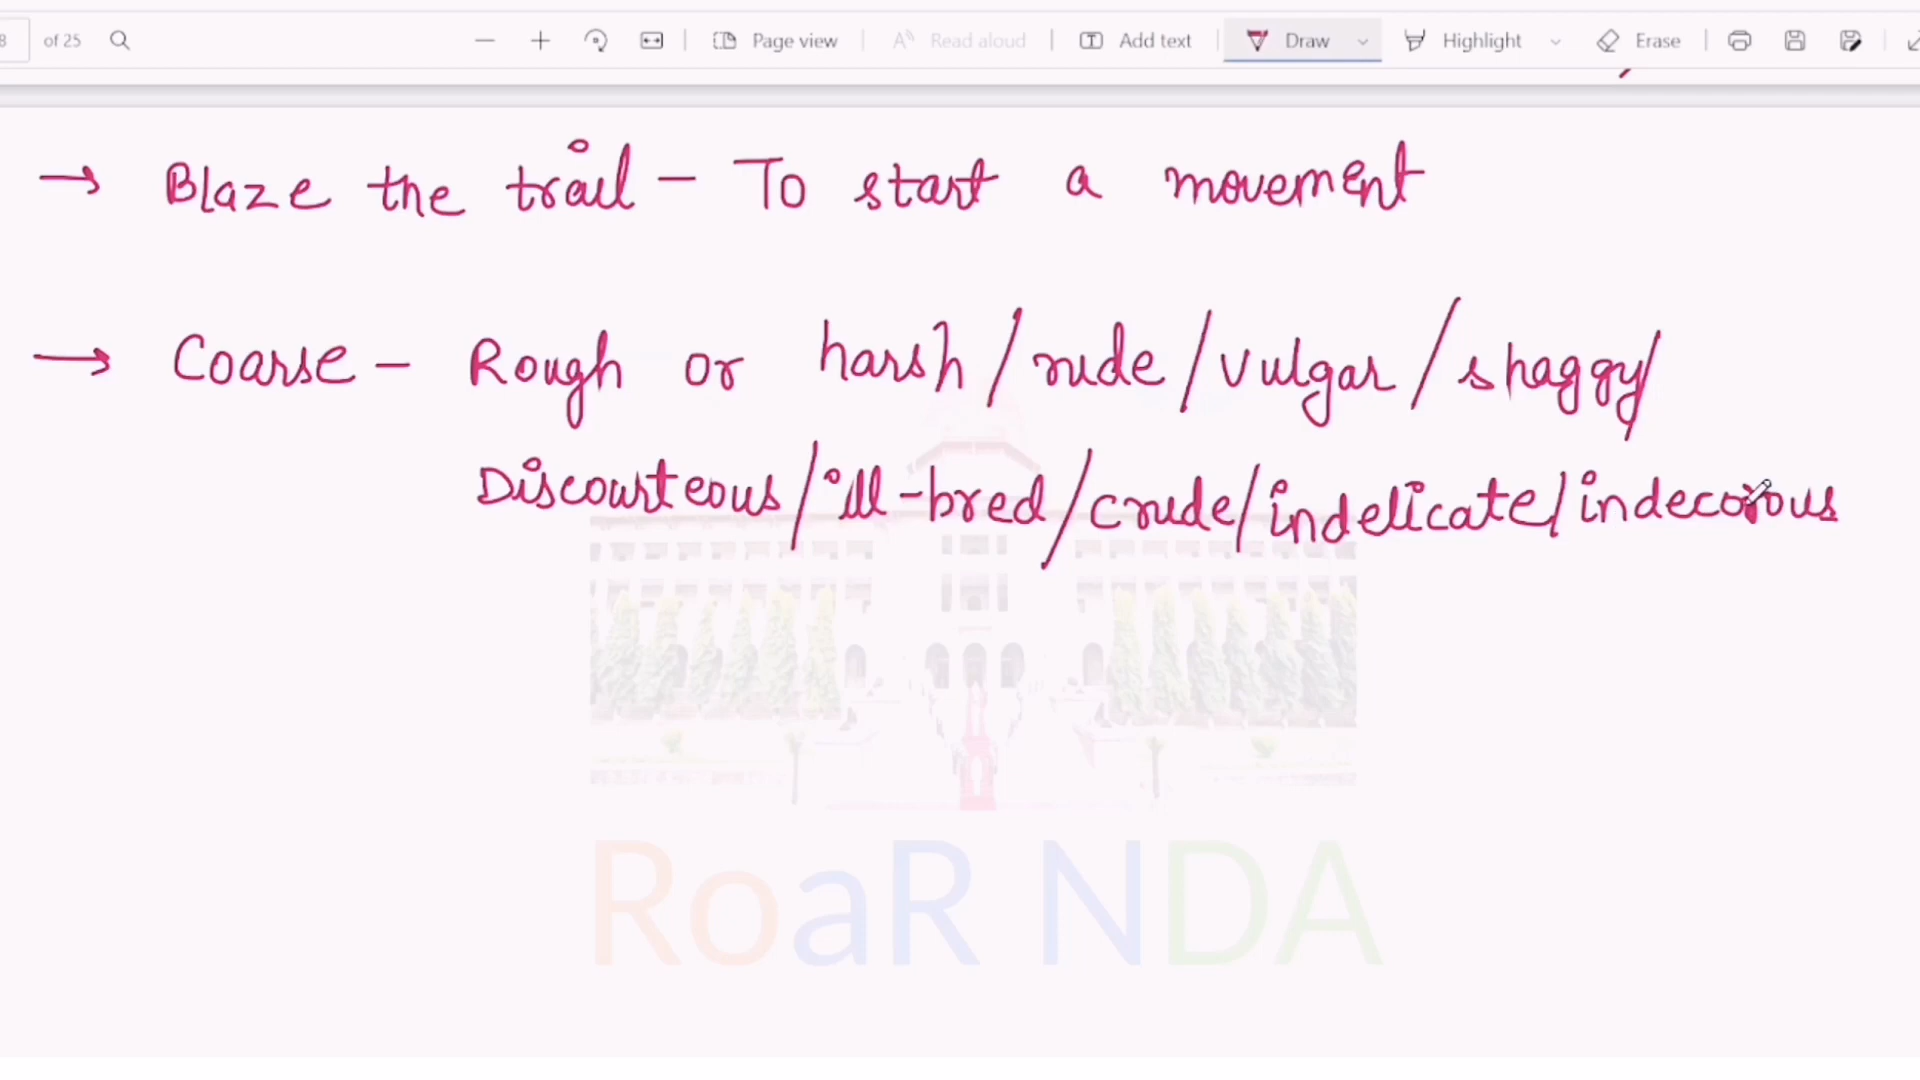 8 of 25 Page view Read aloud Add text Draw Highlight Erase
→ Blaze the trail - To start a movement
→ Coarse - Rough or harsh/rude/vulgar/shaggy/
Discourteous/ill-bred/crude/indelicate/indecorous
RoaR NDA